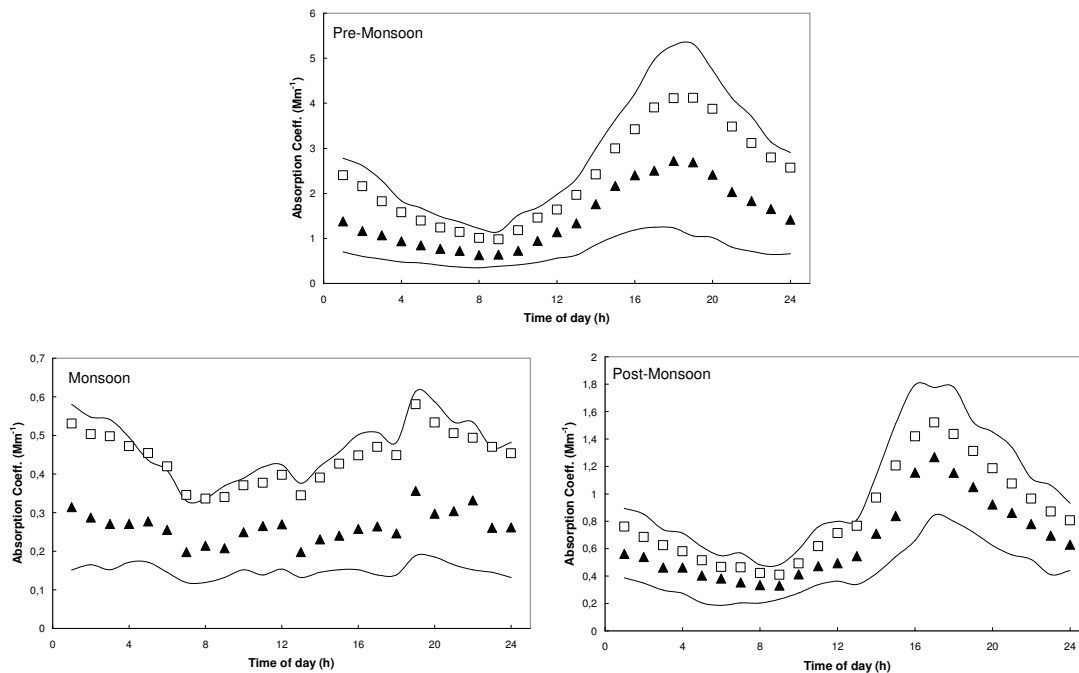 Pre-Monsoon
Absorption Coeff. (Mm-1)
6
5
4
3
2
1
0
0 4 8 12 16 20 24
Time of day (h)
Monsoon
Absorption Coeff. (Mm-1)
0,7
0,6
0,5
0,4
0,3
0,2
0,1
0
0 4 8 12 16 20 24
Time of day (h)
Post-Monsoon
Absorption Coeff. (Mm-1)
2
1,8
1,6
1,4
1,2
1
0,8
0,6
0,4
0,2
0
0 4 8 12 16 20 24
Time of day (h)